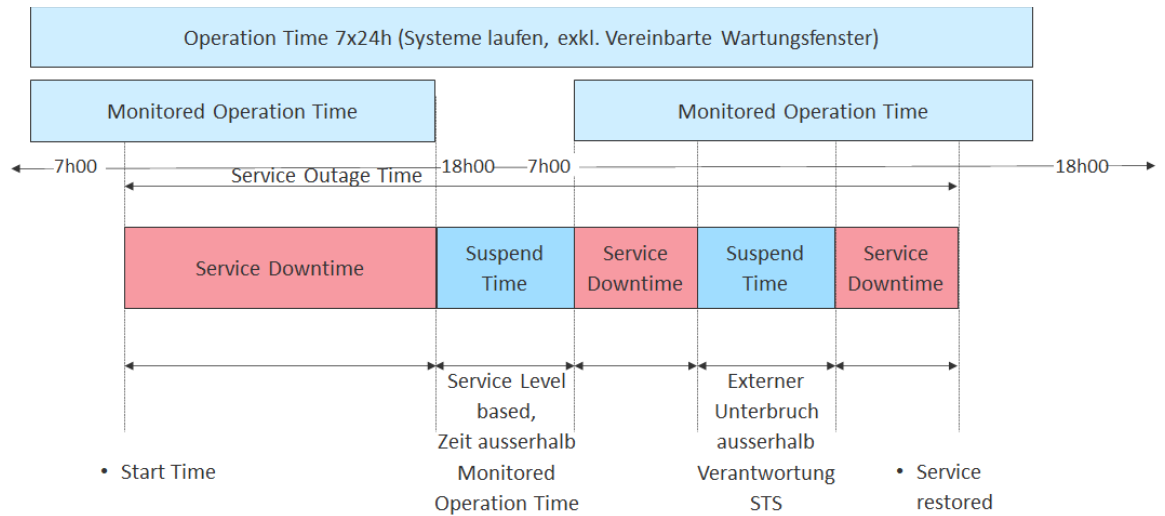 Operation Time 7x24h (Systeme laufen, exkl. Vereinbarte Wartungsfenster)
Monitored Operation Time
Monitored Operation Time
7h00
18h00
7h00
18h00
Service Outage Time
Service Downtime
Suspend
Time
Service
Downtime
Suspend
Time
Service
Downtime
Service Level
based,
Zeit ausserhalb
Monitored
Operation Time
Externer
Unterbruch
ausserhalb
Verantwortung
STS
• Start Time
• Service
restored